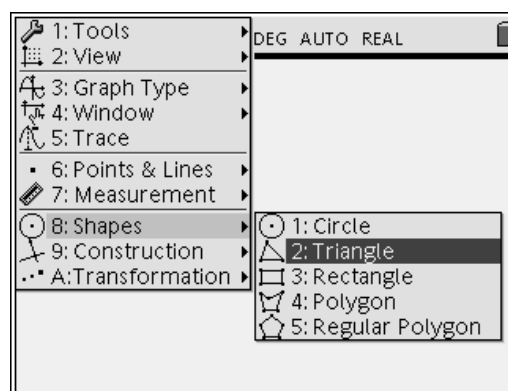 1: Tools
DEG AUTO REAL
2: View
3: Graph Type
4: Window
5: Trace
6: Points & Lines
7: Measurement
8: Shapes
9: Construction
A: Transformation
1: Circle
2: Triangle
3: Rectangle
4: Polygon
5: Regular Polygon